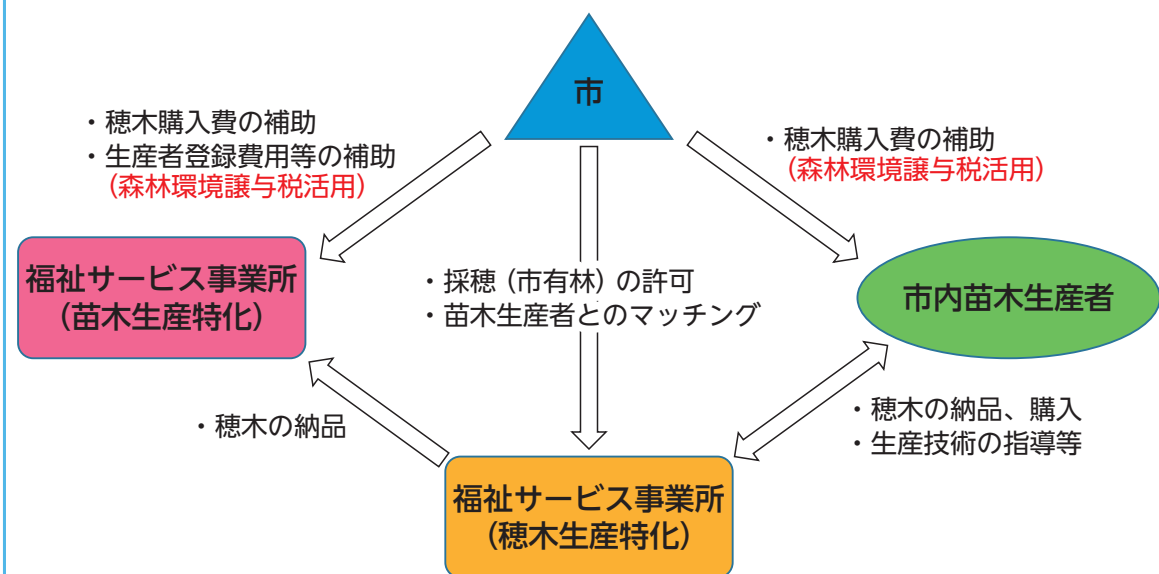 市
・穂木購入費の補助
・生産者登録費用等の補助
（森林環境譲与税活用）
・穂木購入費の補助
（森林環境譲与税活用）
福祉サービス事業所
（苗木生産特化）
・採穂（市有林）の許可
・苗木生産者とのマッチング
市内苗木生産者
・穂木の納品
・穂木の納品、購入
・生産技術の指導等
福祉サービス事業所
（穂木生産特化）